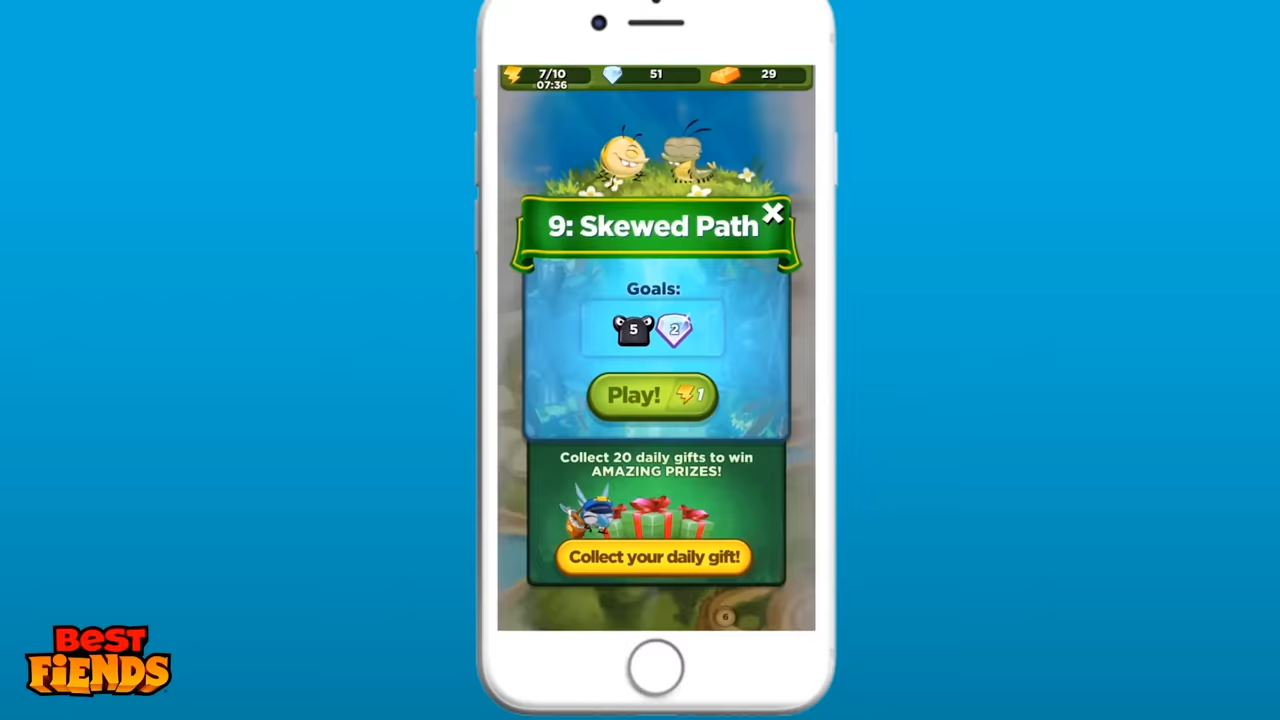 7/10
51
29
07:36
9: Skewed Path
Goals:
5
2
Play!
1
Collect 20 daily gifts to win
AMAZING PRIZES!
Collect your daily gift!
6
BEST
FIENDS